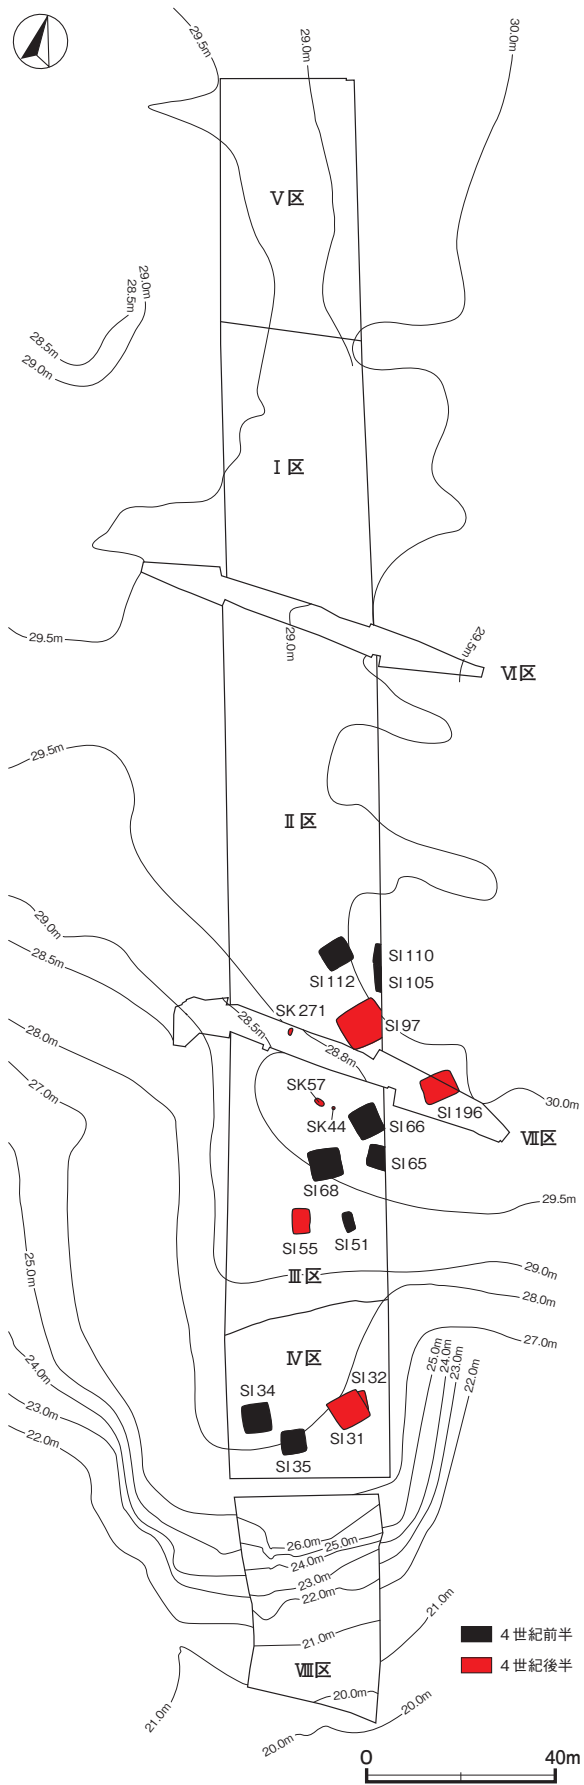 29.5m
29.0m
30.0m
Ⅴ区
29.0m
28.5m
28.5m
29.0m
Ⅰ区
29.5m
29.0m
29.5m
Ⅵ区
29.5m
Ⅱ区
29.0m
28.5m
SI110
SI112
SI105
SK271
SI97
28.5m
28.0m
28.8m
27.0m
SK57
SK44
SI196
30.0m
SI66
Ⅶ区
SI65
SI68
29.5m
SI55
SI51
25.0m
Ⅲ区
29.0m
28.0m
27.0m
24.0m
Ⅳ区
25.0m
24.0m
23.0m
22.0m
SI34
SI32
23.0m
SI31
22.0m
SI35
26.0m
25.0m
24.0m
23.0m
22.0m
21.0m
21.0m
Ⅷ区
4世紀前半
4世紀後半
20.0m
21.0m
20.0m
20.0m
0
40m